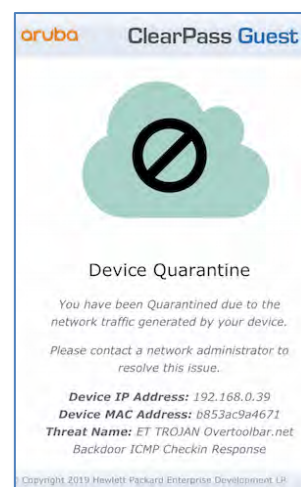 aruba ClearPass Guest
Device Quarantine
You have been Quarantined due to the
network traffic generated by your device.
Please contact a network administrator to
resolve this issue.
Device IP Address: 192.168.0.39
Device MAC Address: b853ac9a4671
Threat Name: ET TROJAN Overtoolbar.net
Backdoor ICMP Checkin Response
Copyright 2019 Hewlett Packard Enterprise Development LP